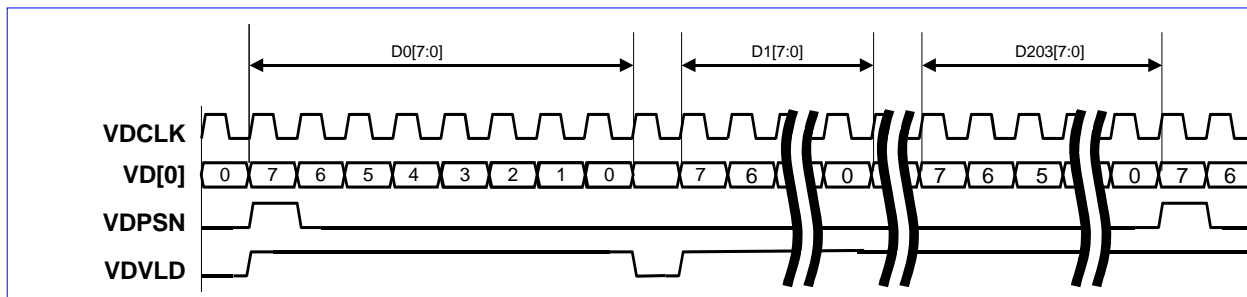 D0[7:0] D1[7:0] D203[7:0]
VDCLK
VD[0] 0 7 6 5 4 3 2 1 0 7 6 0 7 6 5 0 7 6
VDPSN
VDVLD